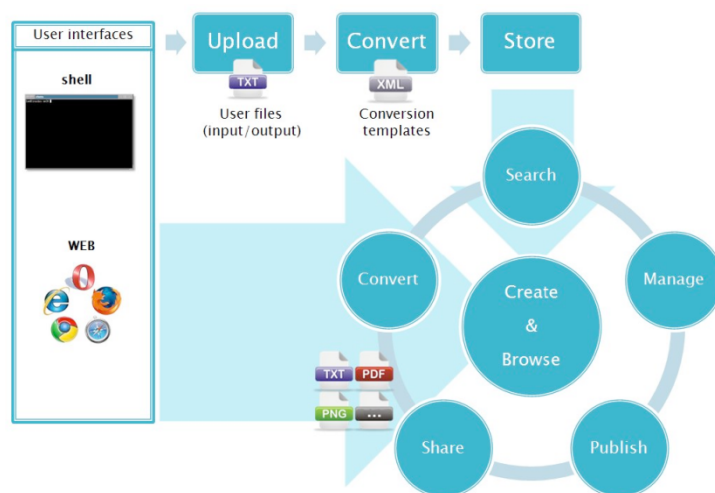 User interfaces
Upload
Convert
Store
shell
TXT
XML
User files
(input/output)
Conversion
templates
Search
WEB
Convert
Manage
Create
&
Browse
TXT
PDF
PNG
...
Share
Publish